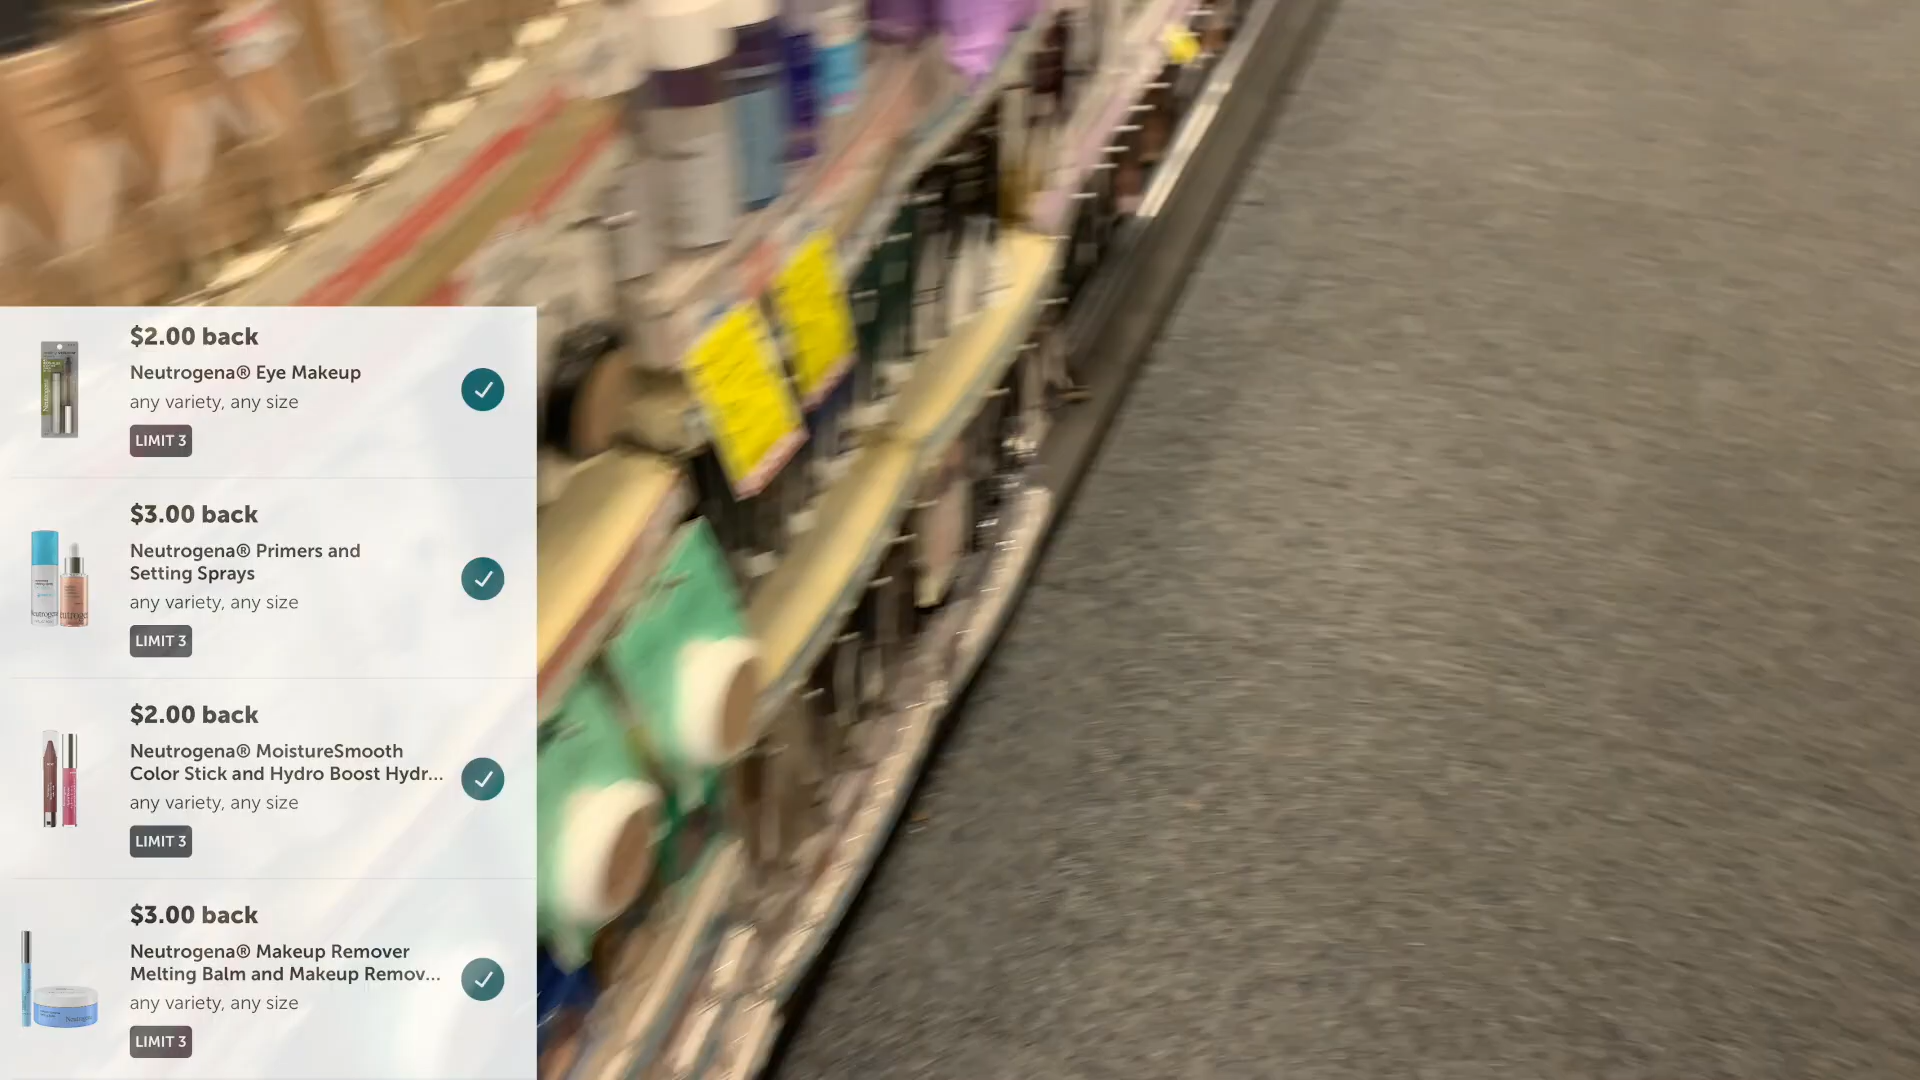 $2.00 back
Neutrogena® Eye Makeup
any variety, any size
LIMIT 3
$3.00 back
Neutrogena® Primers and
Setting Sprays
any variety, any size
LIMIT 3
$2.00 back
Neutrogena® MoistureSmooth
Color Stick and Hydro Boost Hydr...
any variety, any size
LIMIT 3
$3.00 back
Neutrogena® Makeup Remover
Melting Balm and Makeup Remov...
any variety, any size
LIMIT 3